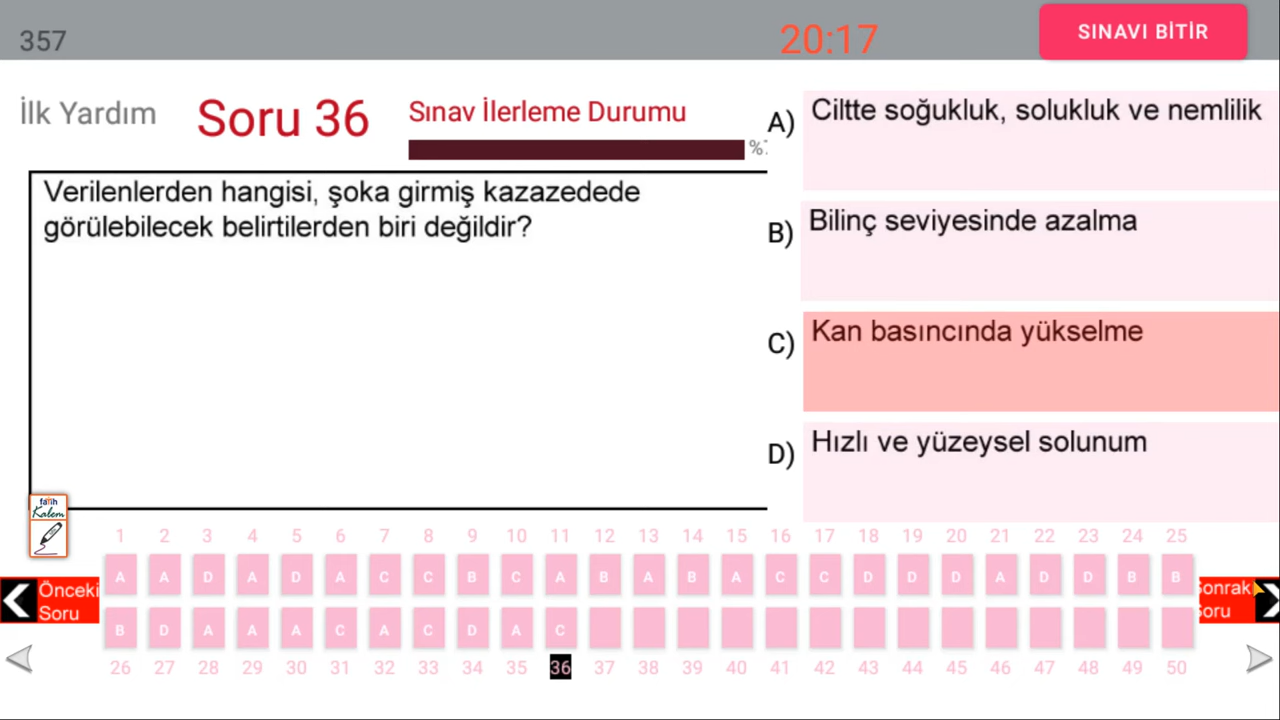 357
20:17
SINAVI BİTİR
İlk Yardım
Soru 36
Sınav İlerleme Durumu
Verilenlerden hangisi, şoka girmiş kazazedede
görülebilecek belirtilerden biri değildir?
A) Ciltte soğukluk, solukluk ve nemlilik
B) Bilinç seviyesinde azalma
C) Kan basıncında yükselme
D) Hızlı ve yüzeysel solunum
fatih
Kalem
1 2 3 4 5 6 7 8 9 10 11 12 13 14 15 16 17 18 19 20 21 22 23 24 25
A A D A D A C C B C A B A B A C C D D D A D D B B
Önceki
Soru
B D A A A C A C D A C
26 27 28 29 30 31 32 33 34 35 36 37 38 39 40 41 42 43 44 45 46 47 48 49 50